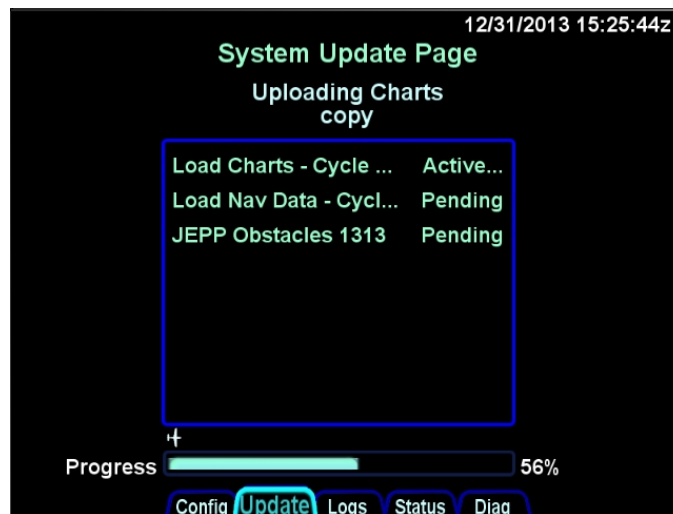 12/31/2013 15:25:44z
System Update Page
Uploading Charts
copy
Load Charts - Cycle ... Active...
Load Nav Data - Cycl... Pending
JEPP Obstacles 1313 Pending
Progress 56%
Config Update Logs Status Diag